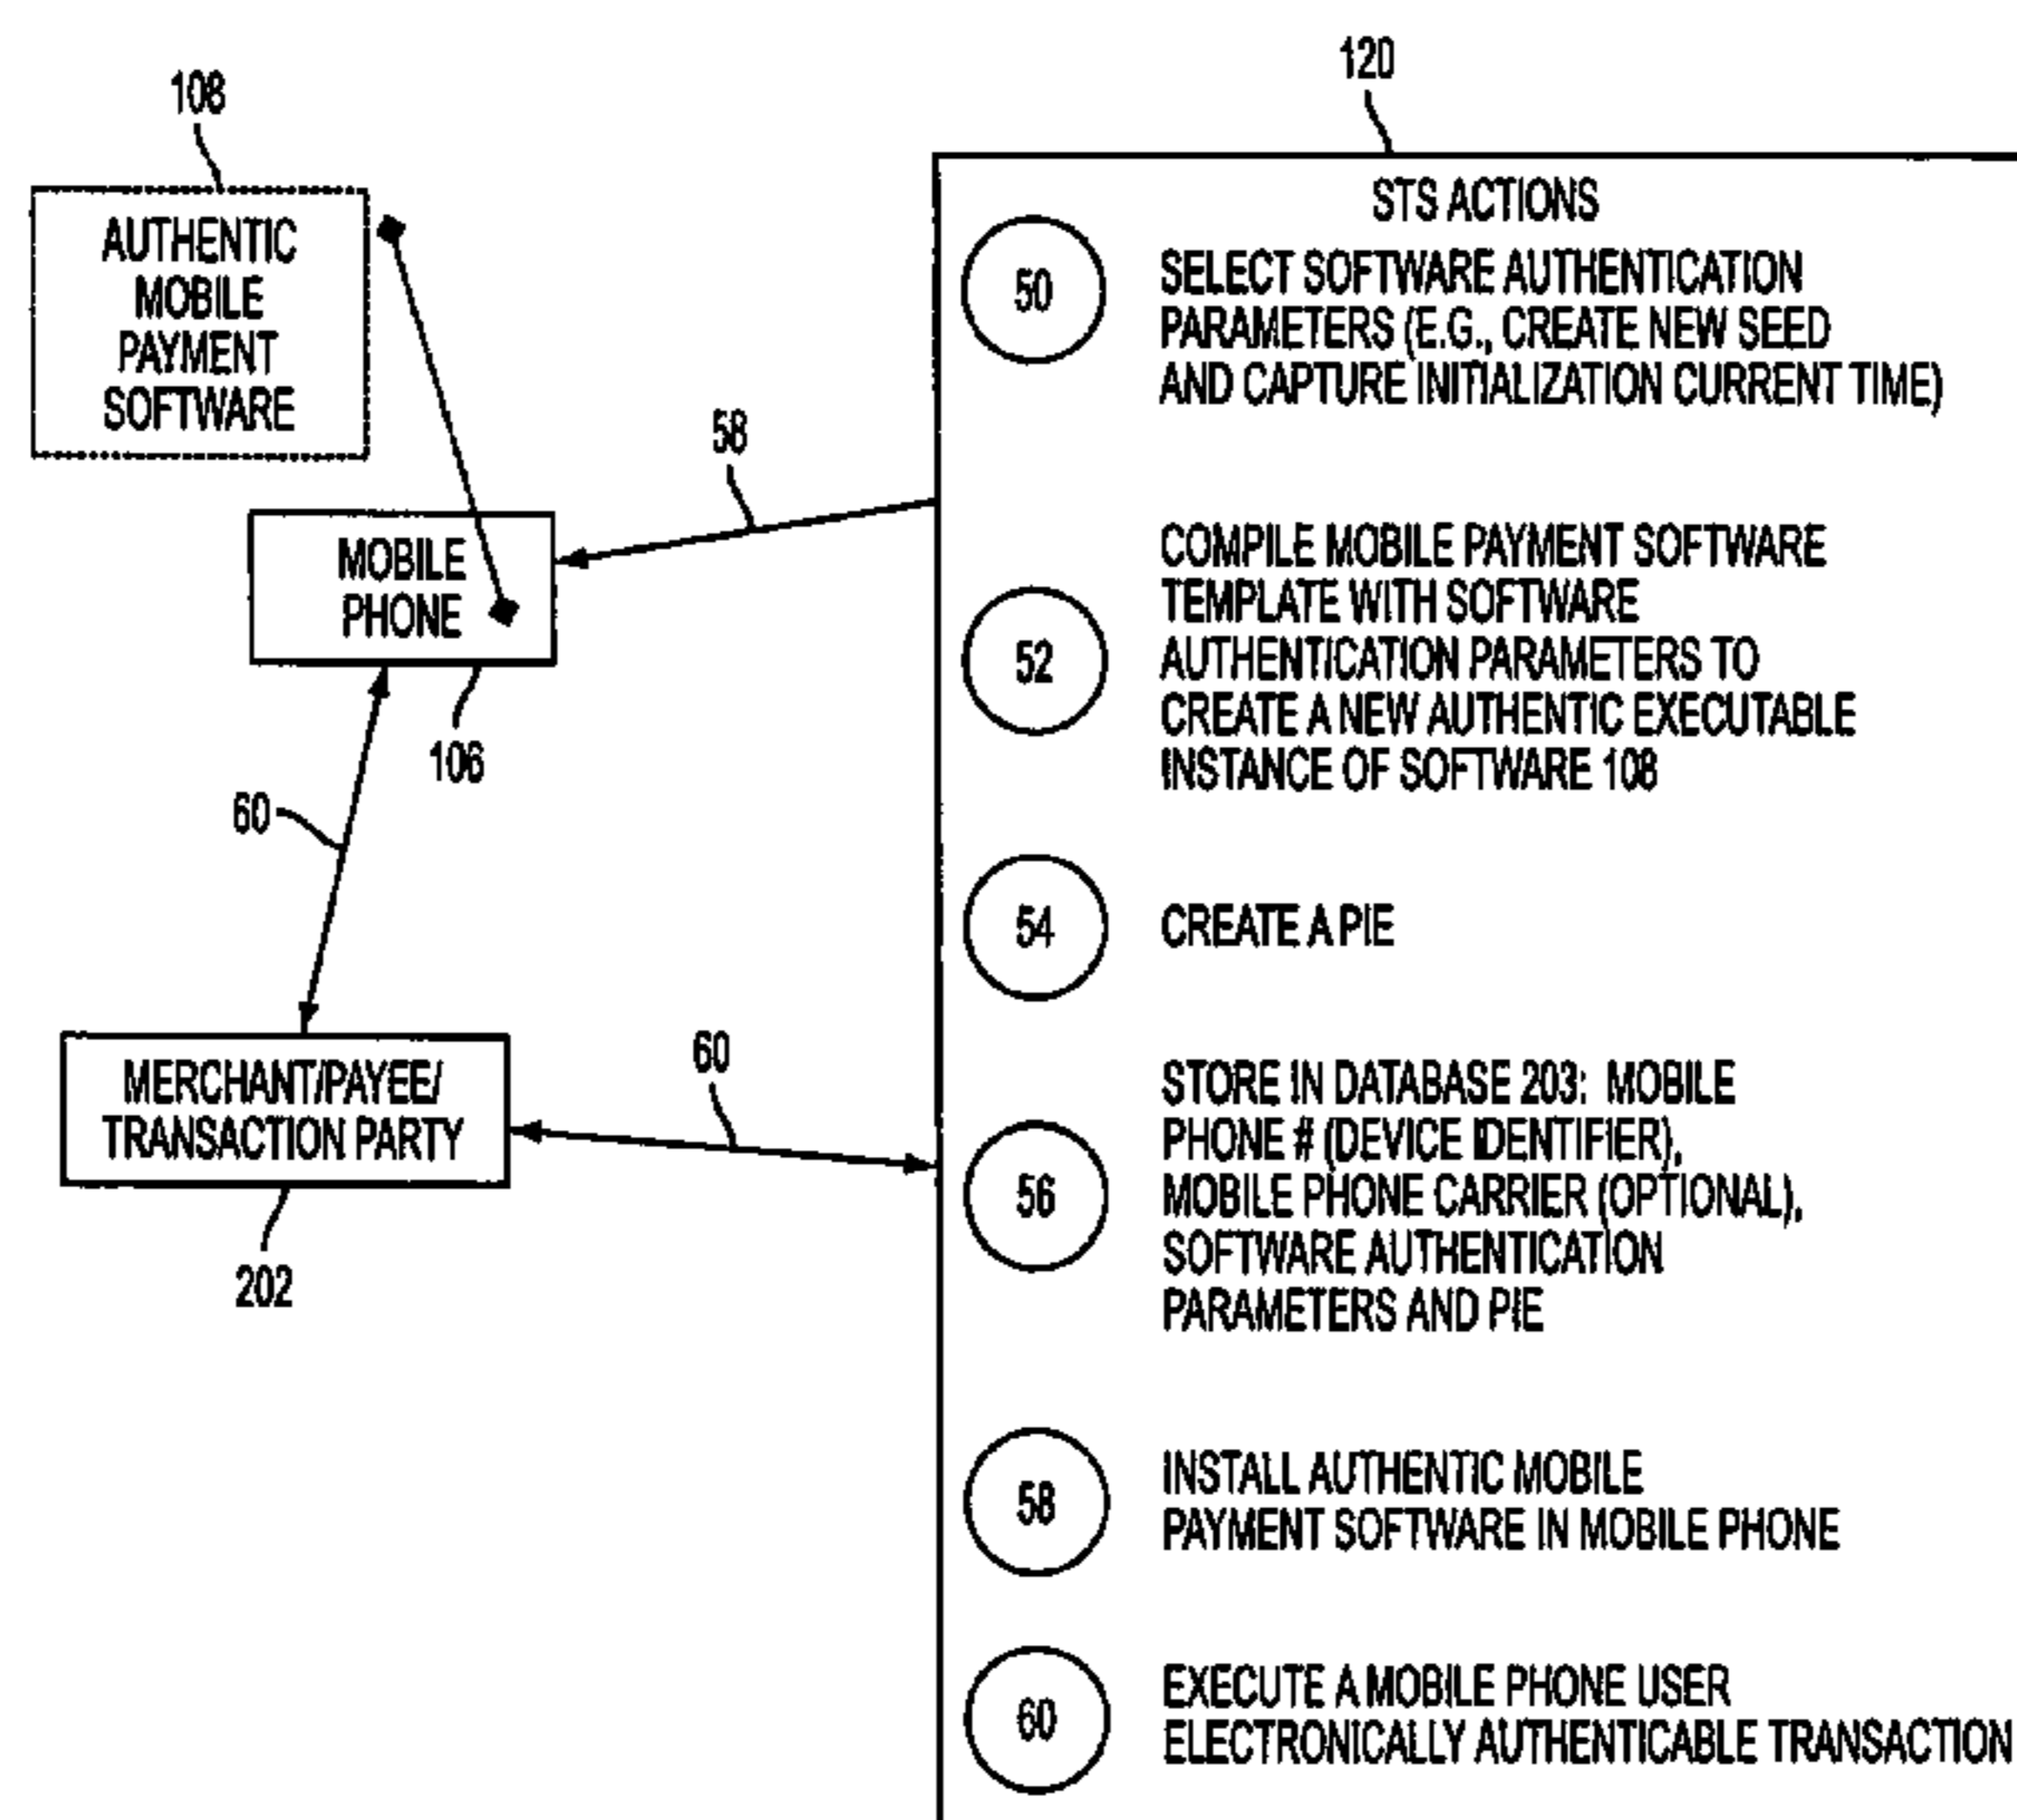 120
108
STS ACTIONS
AUTHENTIC
MOBILE
PAYMENT
SOFTWARE
50
SELECT SOFTWARE AUTHENTICATION
PARAMETERS (E.G., CREATE NEW SEED
AND CAPTURE INITIALIZATION CURRENT TIME)
58
MOBILE
PHONE
106
52
COMPILE MOBILE PAYMENT SOFTWARE
TEMPLATE WITH SOFTWARE
AUTHENTICATION PARAMETERS TO
CREATE A NEW AUTHENTIC EXECUTABLE
INSTANCE OF SOFTWARE 108
60
54
CREATE A PIE
MERCHANT/PAYEE/
TRANSACTION PARTY
202
60
56
STORE IN DATABASE 203: MOBILE
PHONE # (DEVICE IDENTIFIER),
MOBILE PHONE CARRIER (OPTIONAL),
SOFTWARE AUTHENTICATION
PARAMETERS AND PIE
58
INSTALL AUTHENTIC MOBILE
PAYMENT SOFTWARE IN MOBILE PHONE
60
EXECUTE A MOBILE PHONE USER
ELECTRONICALLY AUTHENTICABLE TRANSACTION